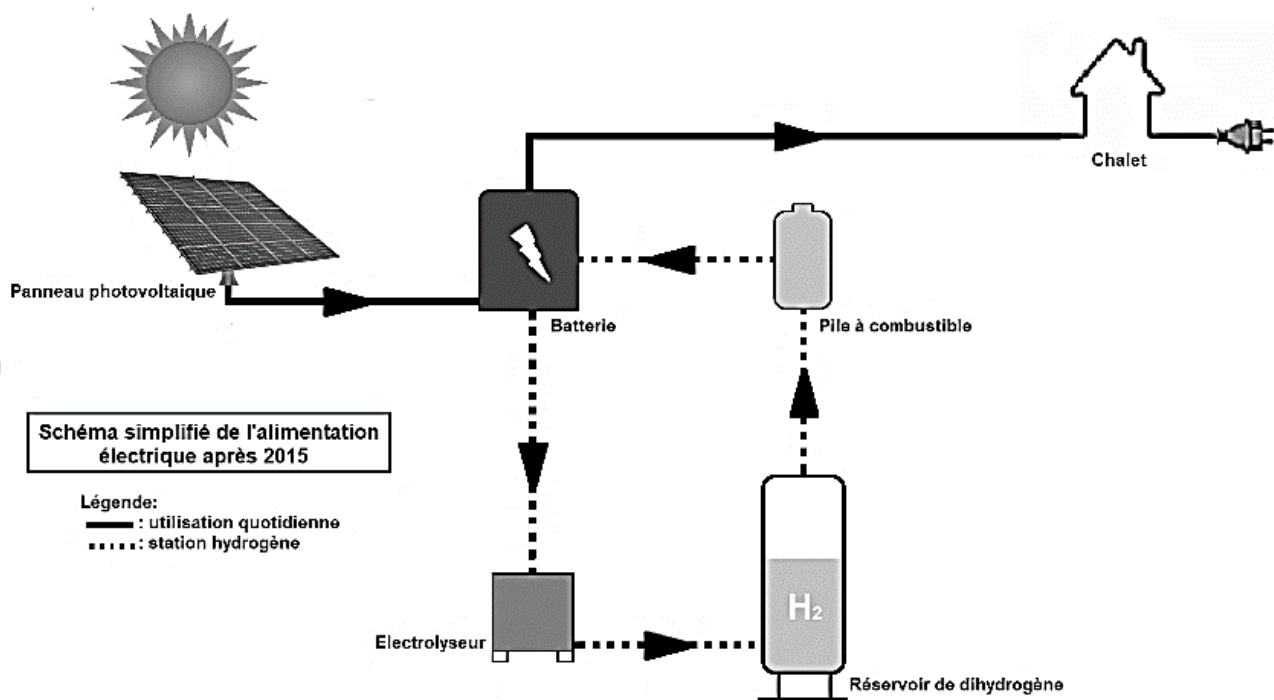 Chalet
Panneau photovoltaique
Batterie
Pile à combustible
Schéma simplifié de l'alimentation
électrique après 2015
Légende:
: utilisation quotidienne
: station hydrogène
H2
Electrolyseur
Réservoir de dihydrogène